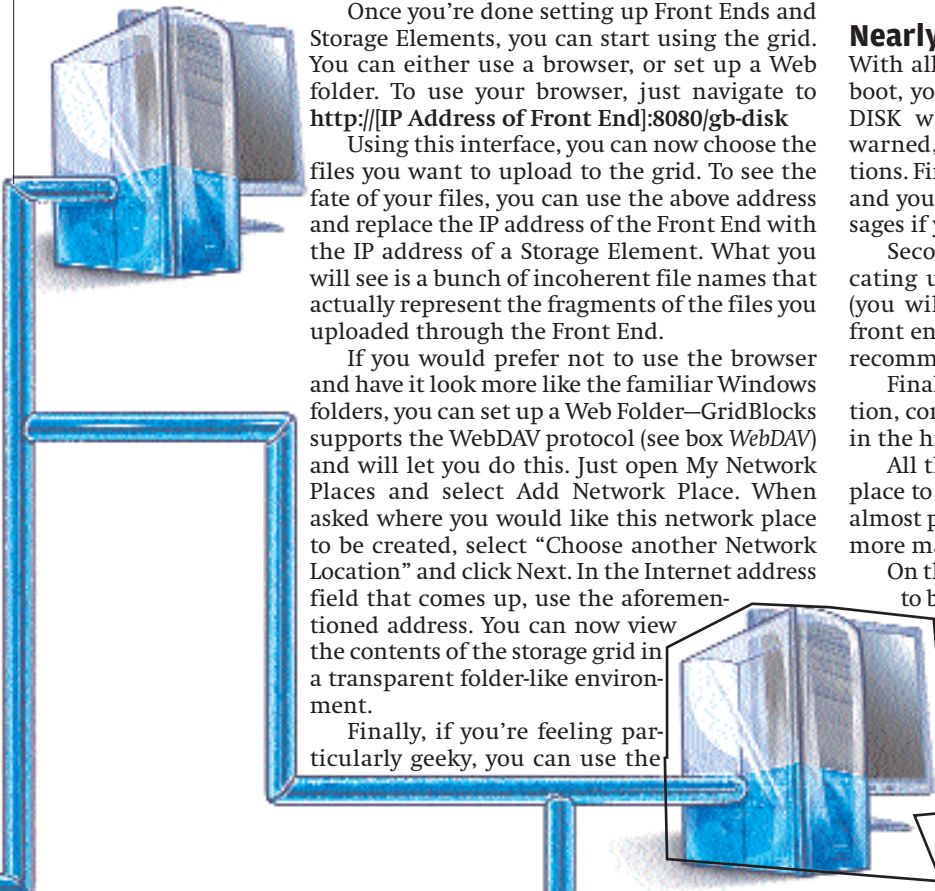 Once you’re done setting up Front Ends and
Storage Elements, you can start using the grid.
You can either use a browser, or set up a Web
folder. To use your browser, just navigate to
http://[IP Address of Front End]:8080/gb-disk
Using this interface, you can now choose the
files you want to upload to the grid. To see the
fate of your files, you can use the above address
and replace the IP address of the Front End with
the IP address of a Storage Element. What you
will see is a bunch of incoherent file names that
actually represent the fragments of the files you
uploaded through the Front End.
If you would prefer not to use the browser
and have it look more like the familiar Windows
folders, you can set up a Web Folder—GridBlocks
supports the WebDAV protocol (see box WebDAV)
and will let you do this. Just open My Network
Places and select Add Network Place. When
asked where you would like this network place
to be created, select “Choose another Network
Location” and click Next. In the Internet address
field that comes up, use the aforemen-
tioned address. You can now view
the contents of the storage grid in
a transparent folder-like environ-
ment.
Finally, if you’re feeling par-
ticularly geeky, you can use the
Nearly
With all
boot, yo
DISK w
warned,
tions. Fi
and you
sages if y
Seco
cating u
(you wil
front en
recomm
Final
tion, con
in the h
All th
place to
almost p
more ma
On th
to b